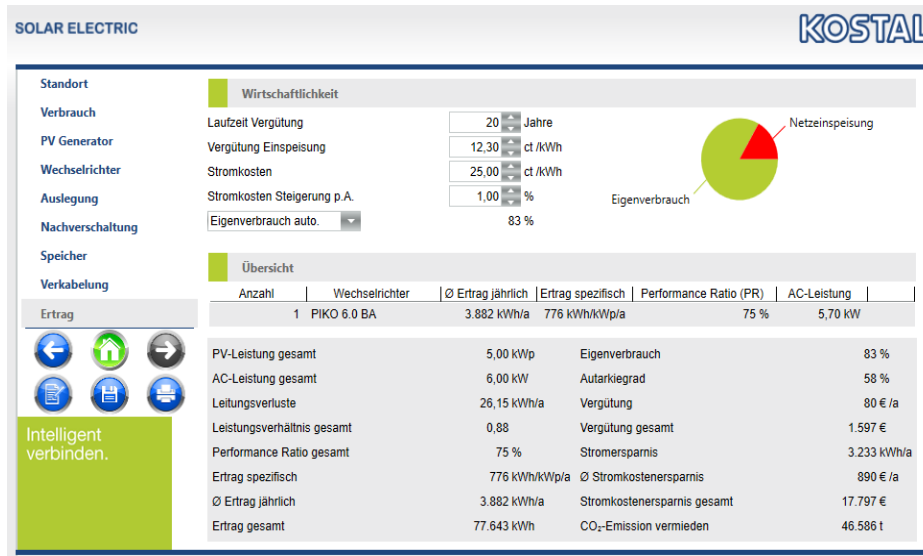 SOLAR ELECTRIC
KOSTAL
Standort
Verbrauch
PV Generator
Wechselrichter
Auslegung
Nachverschaltung
Speicher
Verkabelung
Ertrag
Intelligent
verbinden.
Wirtschaftlichkeit
Laufzeit Vergütung 20 Jahre
Vergütung Einspeisung 12,30 ct /kWh
Stromkosten 25,00 ct /kWh
Stromkosten Steigerung p.A. 1,00 %
Eigenverbrauch auto. 83 %
Netzeinspeisung
Eigenverbrauch
Übersicht
Anzahl Wechselrichter Ø Ertrag jährlich Ertrag spezifisch Performance Ratio (PR) AC-Leistung
1 PIKO 6.0 BA 3.882 kWh/a 776 kWh/kWp/a 75 % 5,70 kW
PV-Leistung gesamt 5,00 kWp Eigenverbrauch 83 %
AC-Leistung gesamt 6,00 kW Autarkiegrad 58 %
Leitungsverluste 26,15 kWh/a Vergütung 80 € /a
Leistungsverhältnis gesamt 0,88 Vergütung gesamt 1.597 €
Performance Ratio gesamt 75 % Stromersparnis 3.233 kWh/a
Ertrag spezifisch 776 kWh/kWp/a Ø Stromkostenersparnis 890 € /a
Ø Ertrag jährlich 3.882 kWh/a Stromkostenersparnis gesamt 17.797 €
Ertrag gesamt 77.643 kWh CO₂-Emission vermieden 46.586 t